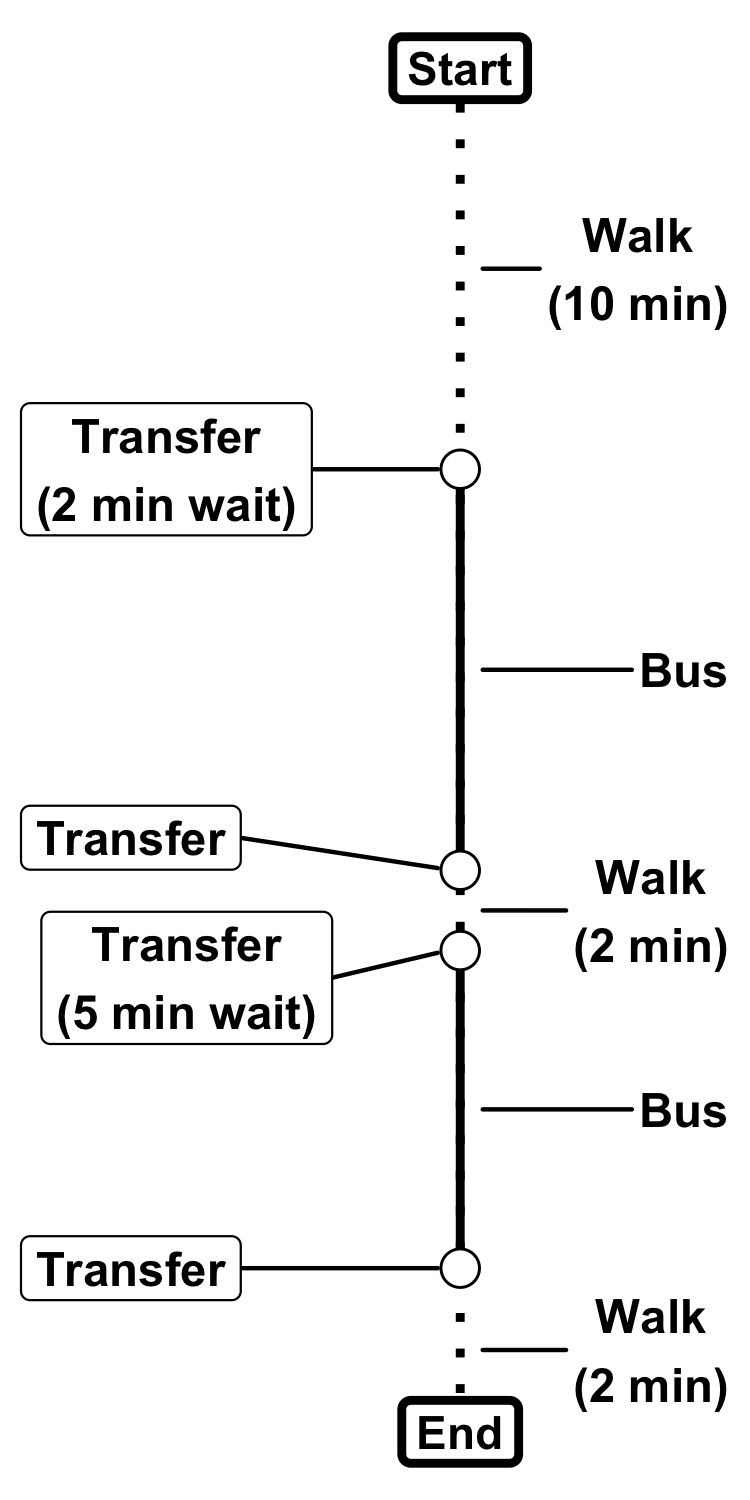 Start
Walk
(10 min)
Transfer
(2 min wait)
Bus
Transfer
Walk
(2 min)
Transfer
(5 min wait)
Bus
Transfer
Walk
(2 min)
End